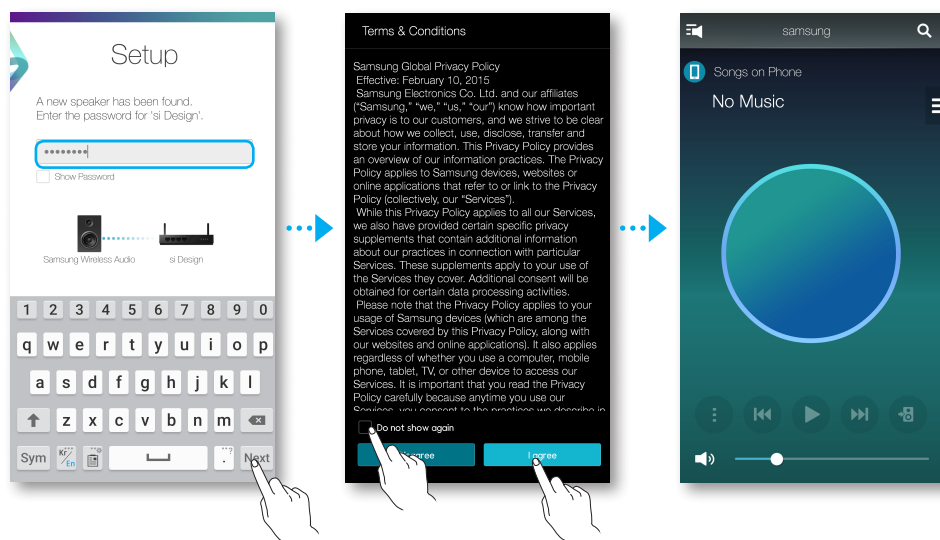 Setup
A new speaker has been found.
Enter the password for 'si Design'.
••••••••
Show Password
Samsung Wireless Audio
si Design
1 2 3 4 5 6 7 8 9 0
q w e r t y u i o p
a s d f g h j k l
z x c v b n m
Sym Kr/En . ...? Next
Terms & Conditions
Samsung Global Privacy Policy
Effective: February 10, 2015
Samsung Electronics Co. Ltd. and our affiliates
("Samsung," "we," "us," "our") know how important
privacy is to our customers, and we strive to be clear
about how we collect, use, disclose, transfer and
store your information. This Privacy Policy provides
an overview of our information practices. The Privacy
Policy applies to Samsung devices, websites or
online applications that refer to or link to the Privacy
Policy (collectively, our "Services").
While this Privacy Policy applies to all our Services,
we also have provided certain specific privacy
supplements that contain additional information
about our practices in connection with particular
Services. These supplements apply to your use of
the Services they cover. Additional consent will be
obtained for certain data processing activities.
Please note that the Privacy Policy applies to your
usage of Samsung devices (which are among the
Services covered by this Privacy Policy, along with
our websites and online applications). It also applies
regardless of whether you use a computer, mobile
phone, tablet, TV, or other device to access our
Services. It is important that you read the Privacy
Policy carefully because anytime you use our
Services, you consent to the practices we describe in
Do not show again
I agree
samsung
Songs on Phone
No Music